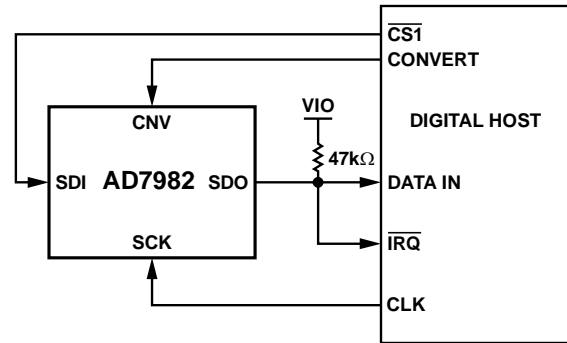 CS1
CONVERT
CNV
VIO
DIGITAL HOST
47kΩ
SDI
AD7982
SDO
DATA IN
SCK
IRQ
CLK